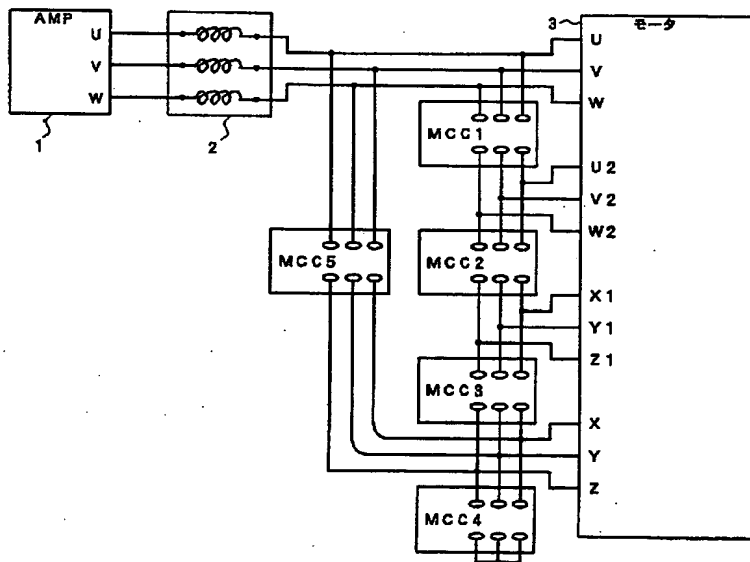 AMP
U
V
W
1
2
3
モータ
U
V
W
MCC1
U2
V2
W2
MCC5
MCC2
X1
Y1
Z1
MCC3
X
Y
Z
MCC4